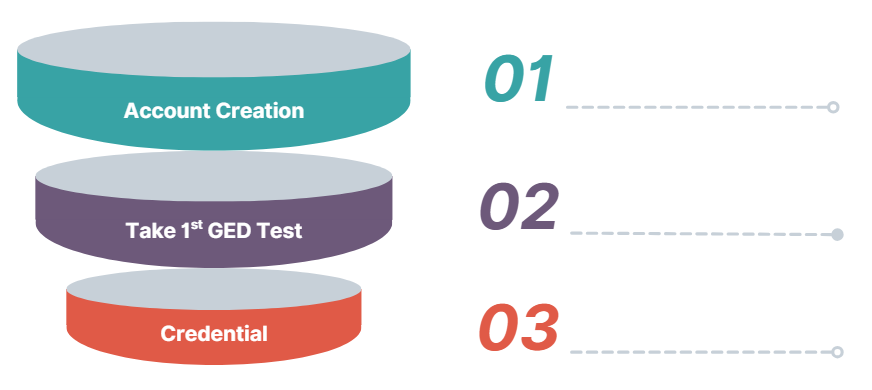 Account Creation
01
Take 1st GED Test
02
Credential
03